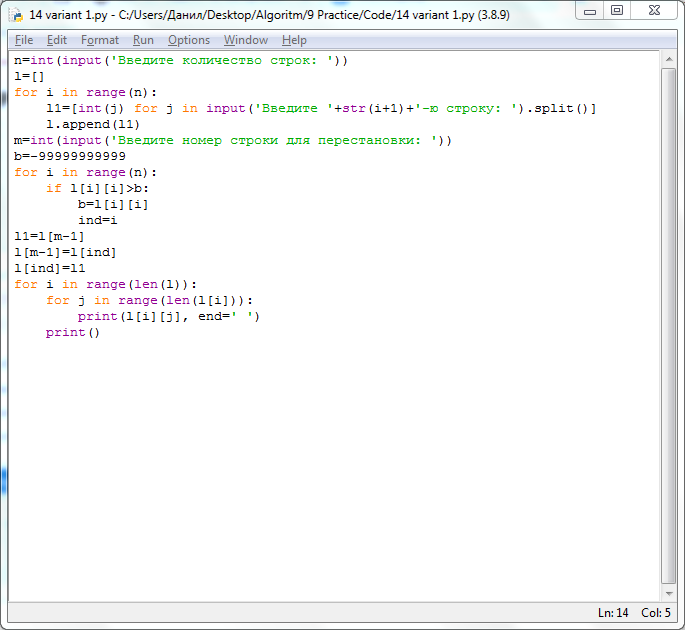 14 variant 1.py - C:/Users/Данил/Desktop/Algoritm/9 Practice/Code/14 variant 1.py (3.8.9)
File Edit Format Run Options Window Help
n=int(input('Введите количество строк: '))
l=[]
for i in range(n):
    l1=[int(j) for j in input('Введите '+str(i+1)+'-ю строку: ').split()]
    l.append(l1)
m=int(input('Введите номер строки для перестановки: '))
b=-99999999999
for i in range(n):
    if l[i][i]>b:
        b=l[i][i]
        ind=i
l1=l[m-1]
l[m-1]=l[ind]
l[ind]=l1
for i in range(len(l)):
    for j in range(len(l[i])):
        print(l[i][j], end=' ')
    print()
Ln: 14 Col: 5